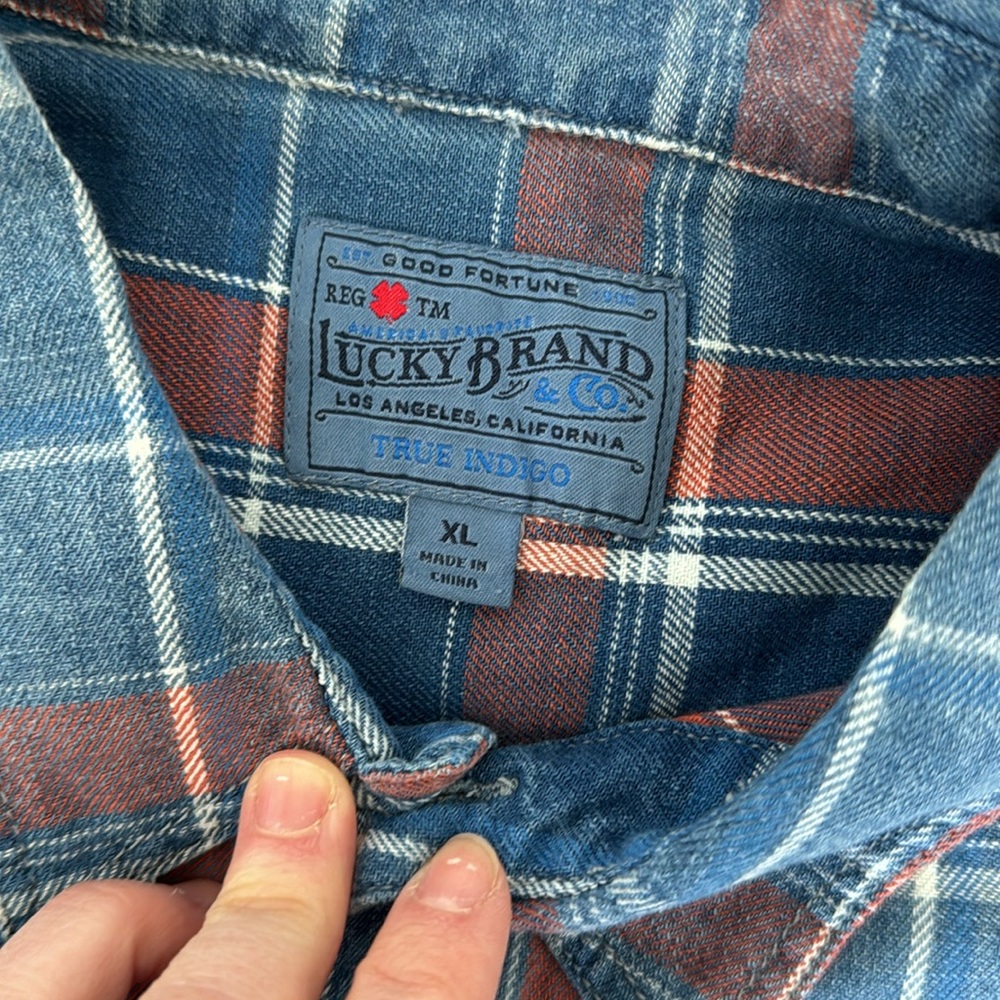 EST. GOOD FORTUNE 1990
REG TM
AMERICA'S FAVORITE
LUCKY BRAND
& CO.
LOS ANGELES, CALIFORNIA
TRUE INDIGO
XL
MADE IN
CHINA